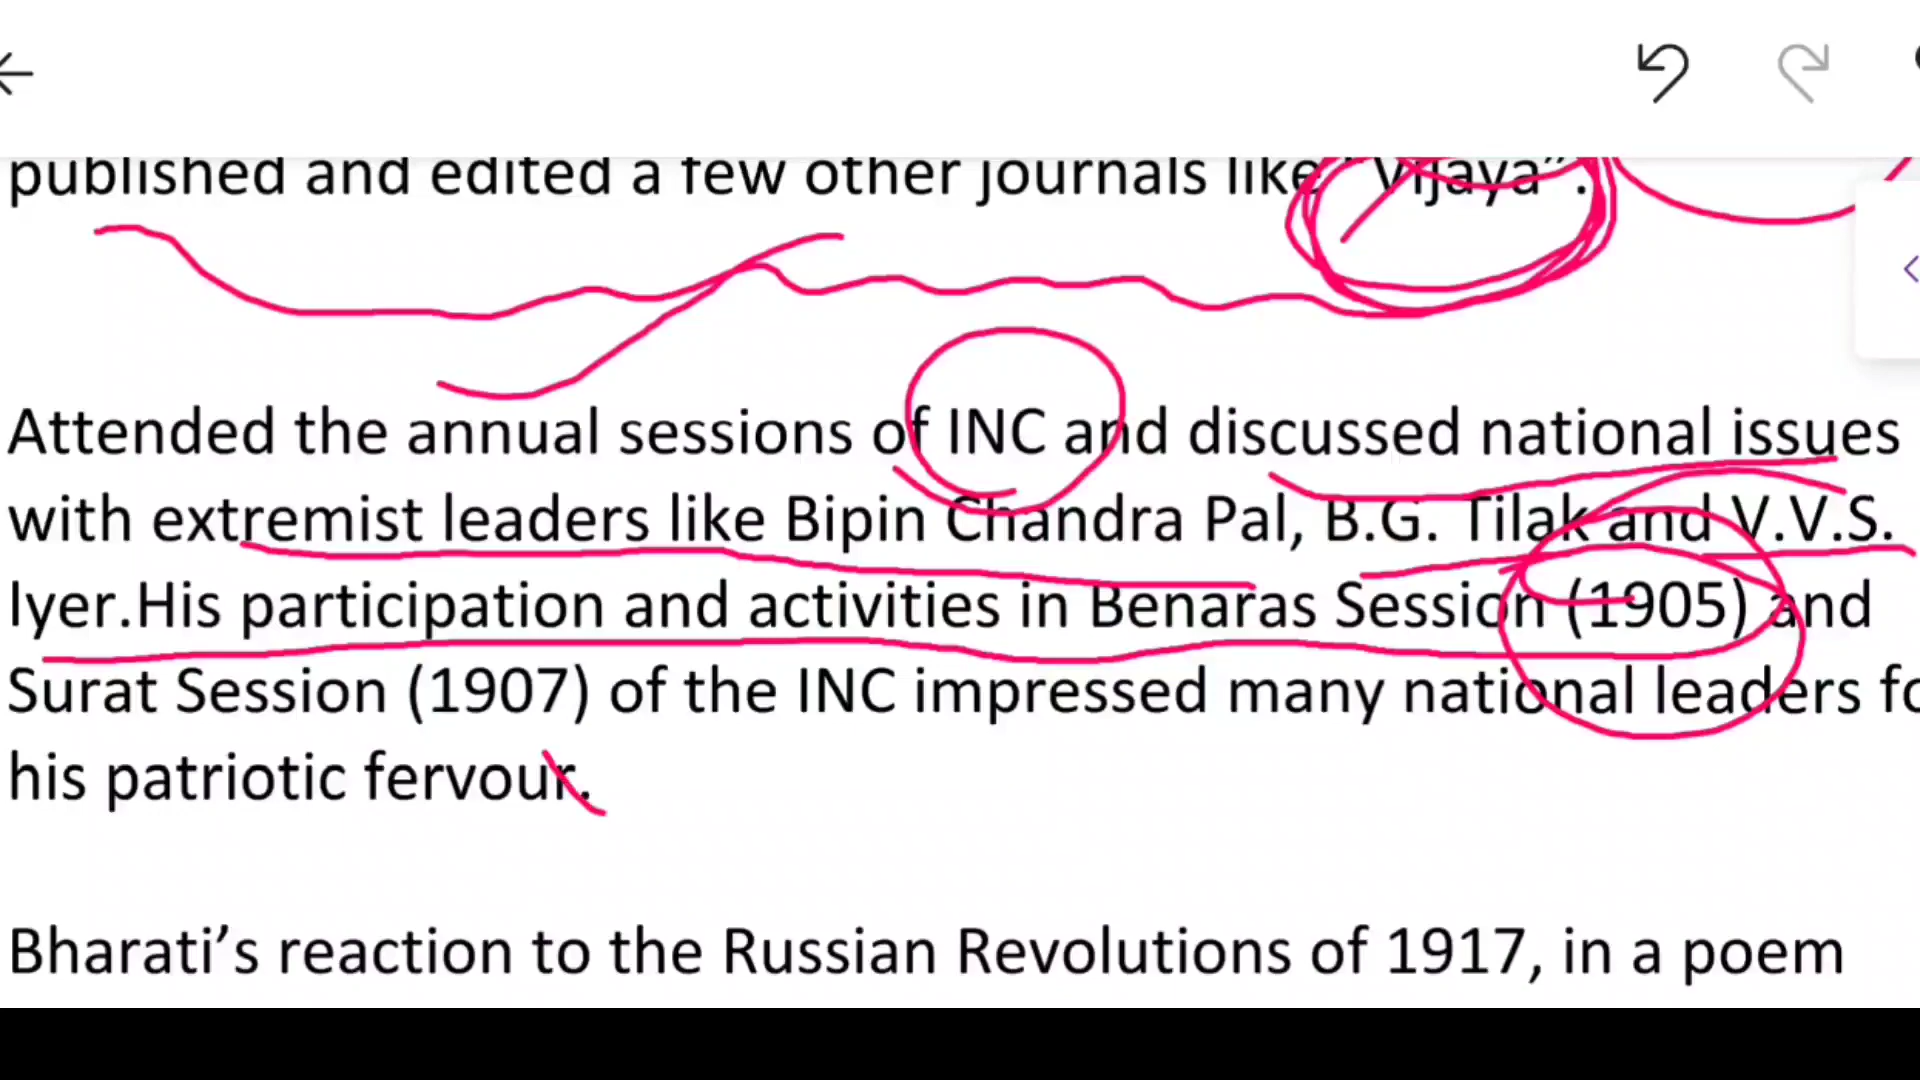 published and edited a few other journals like "Vijaya".
Attended the annual sessions of INC and discussed national issues
with extremist leaders like Bipin Chandra Pal, B.G. Tilak and V.V.S.
Iyer.His participation and activities in Benaras Session (1905) and
Surat Session (1907) of the INC impressed many national leaders
his patriotic fervour.
Bharati’s reaction to the Russian Revolutions of 1917, in a poem